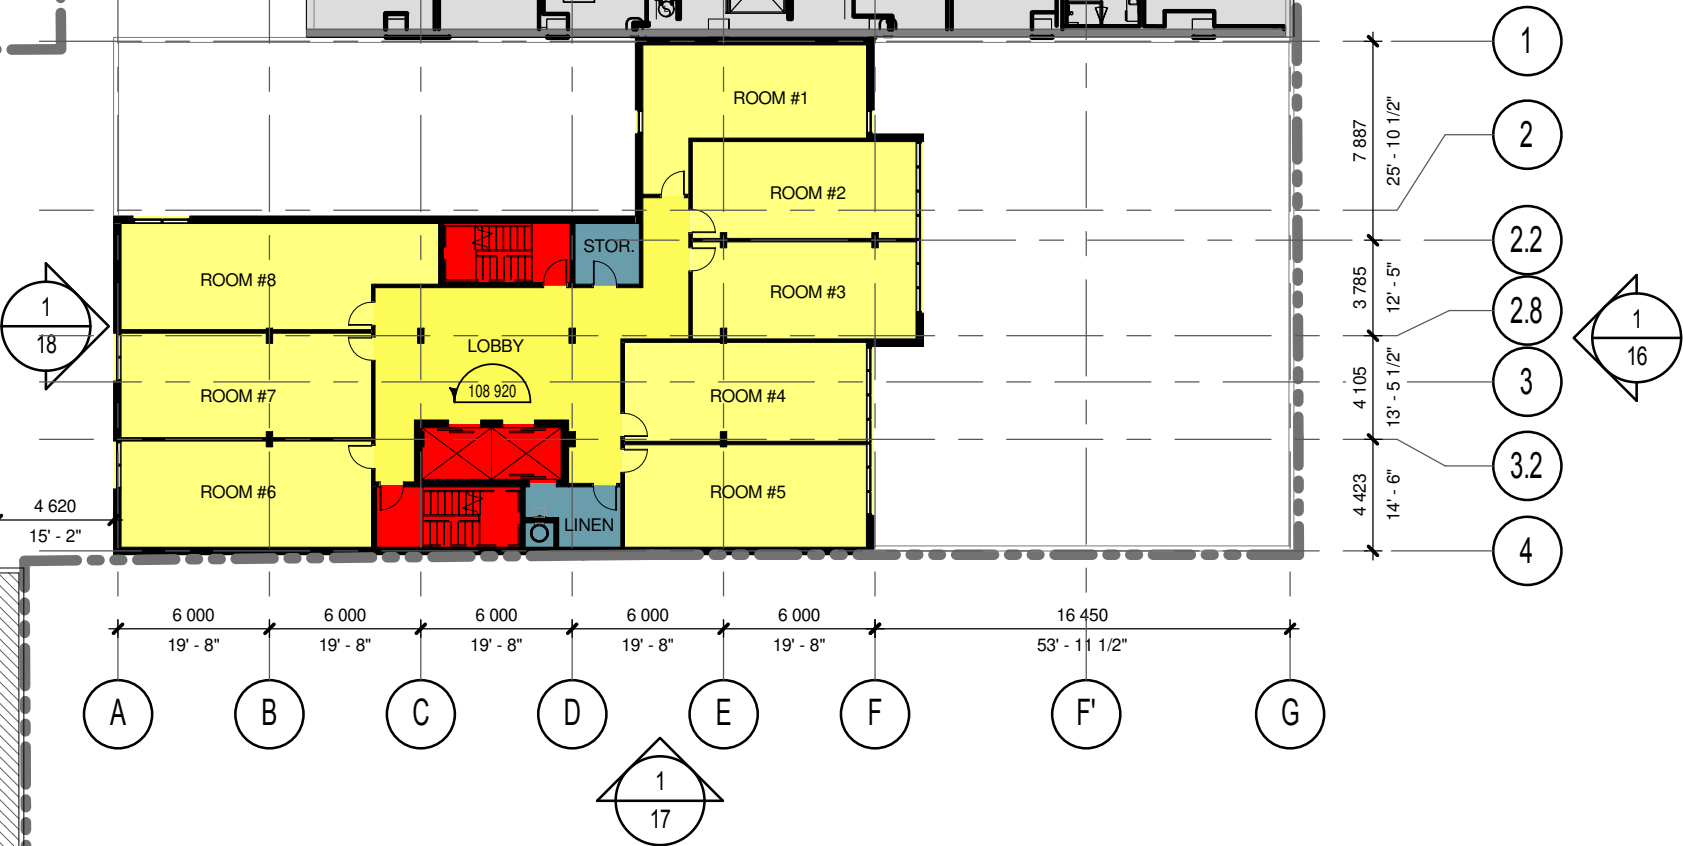 1
ROOM #1
7 887
25' - 10 1/2"
2
ROOM #2
2.2
STOR.
ROOM #8
ROOM #3
3 785
12' - 5"
2.8
1
18
LOBBY
1
16
108 920
ROOM #7
ROOM #4
4 105
13' - 5 1/2"
3
3.2
ROOM #6
ROOM #5
4 423
14' - 6"
4 620
15' - 2"
LINEN
4
6 000
6 000
6 000
6 000
6 000
16 450
19' - 8"
19' - 8"
19' - 8"
19' - 8"
19' - 8"
53' - 11 1/2"
A
B
C
D
E
F
F'
G
1
17